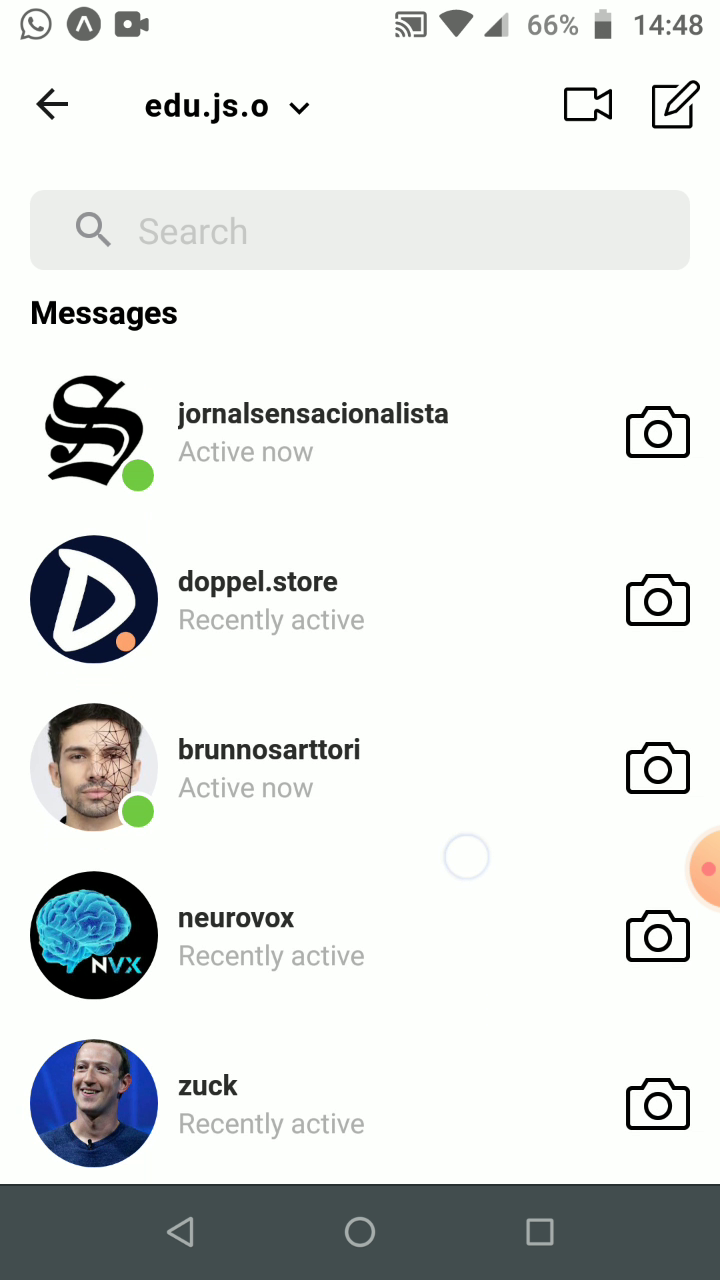 66% 14:48
edu.js.o
Search
Messages
jornalsensacionalista
Active now
D
doppel.store
Recently active
brunnosarttori
Active now
neurovox
NVX
Recently active
zuck
Recently active